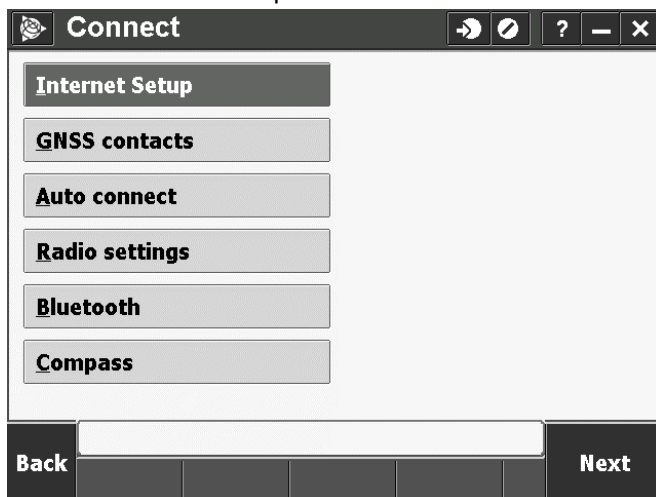 Connect
?
Internet Setup
GNSS contacts
Auto connect
Radio settings
Bluetooth
Compass
Back
Next